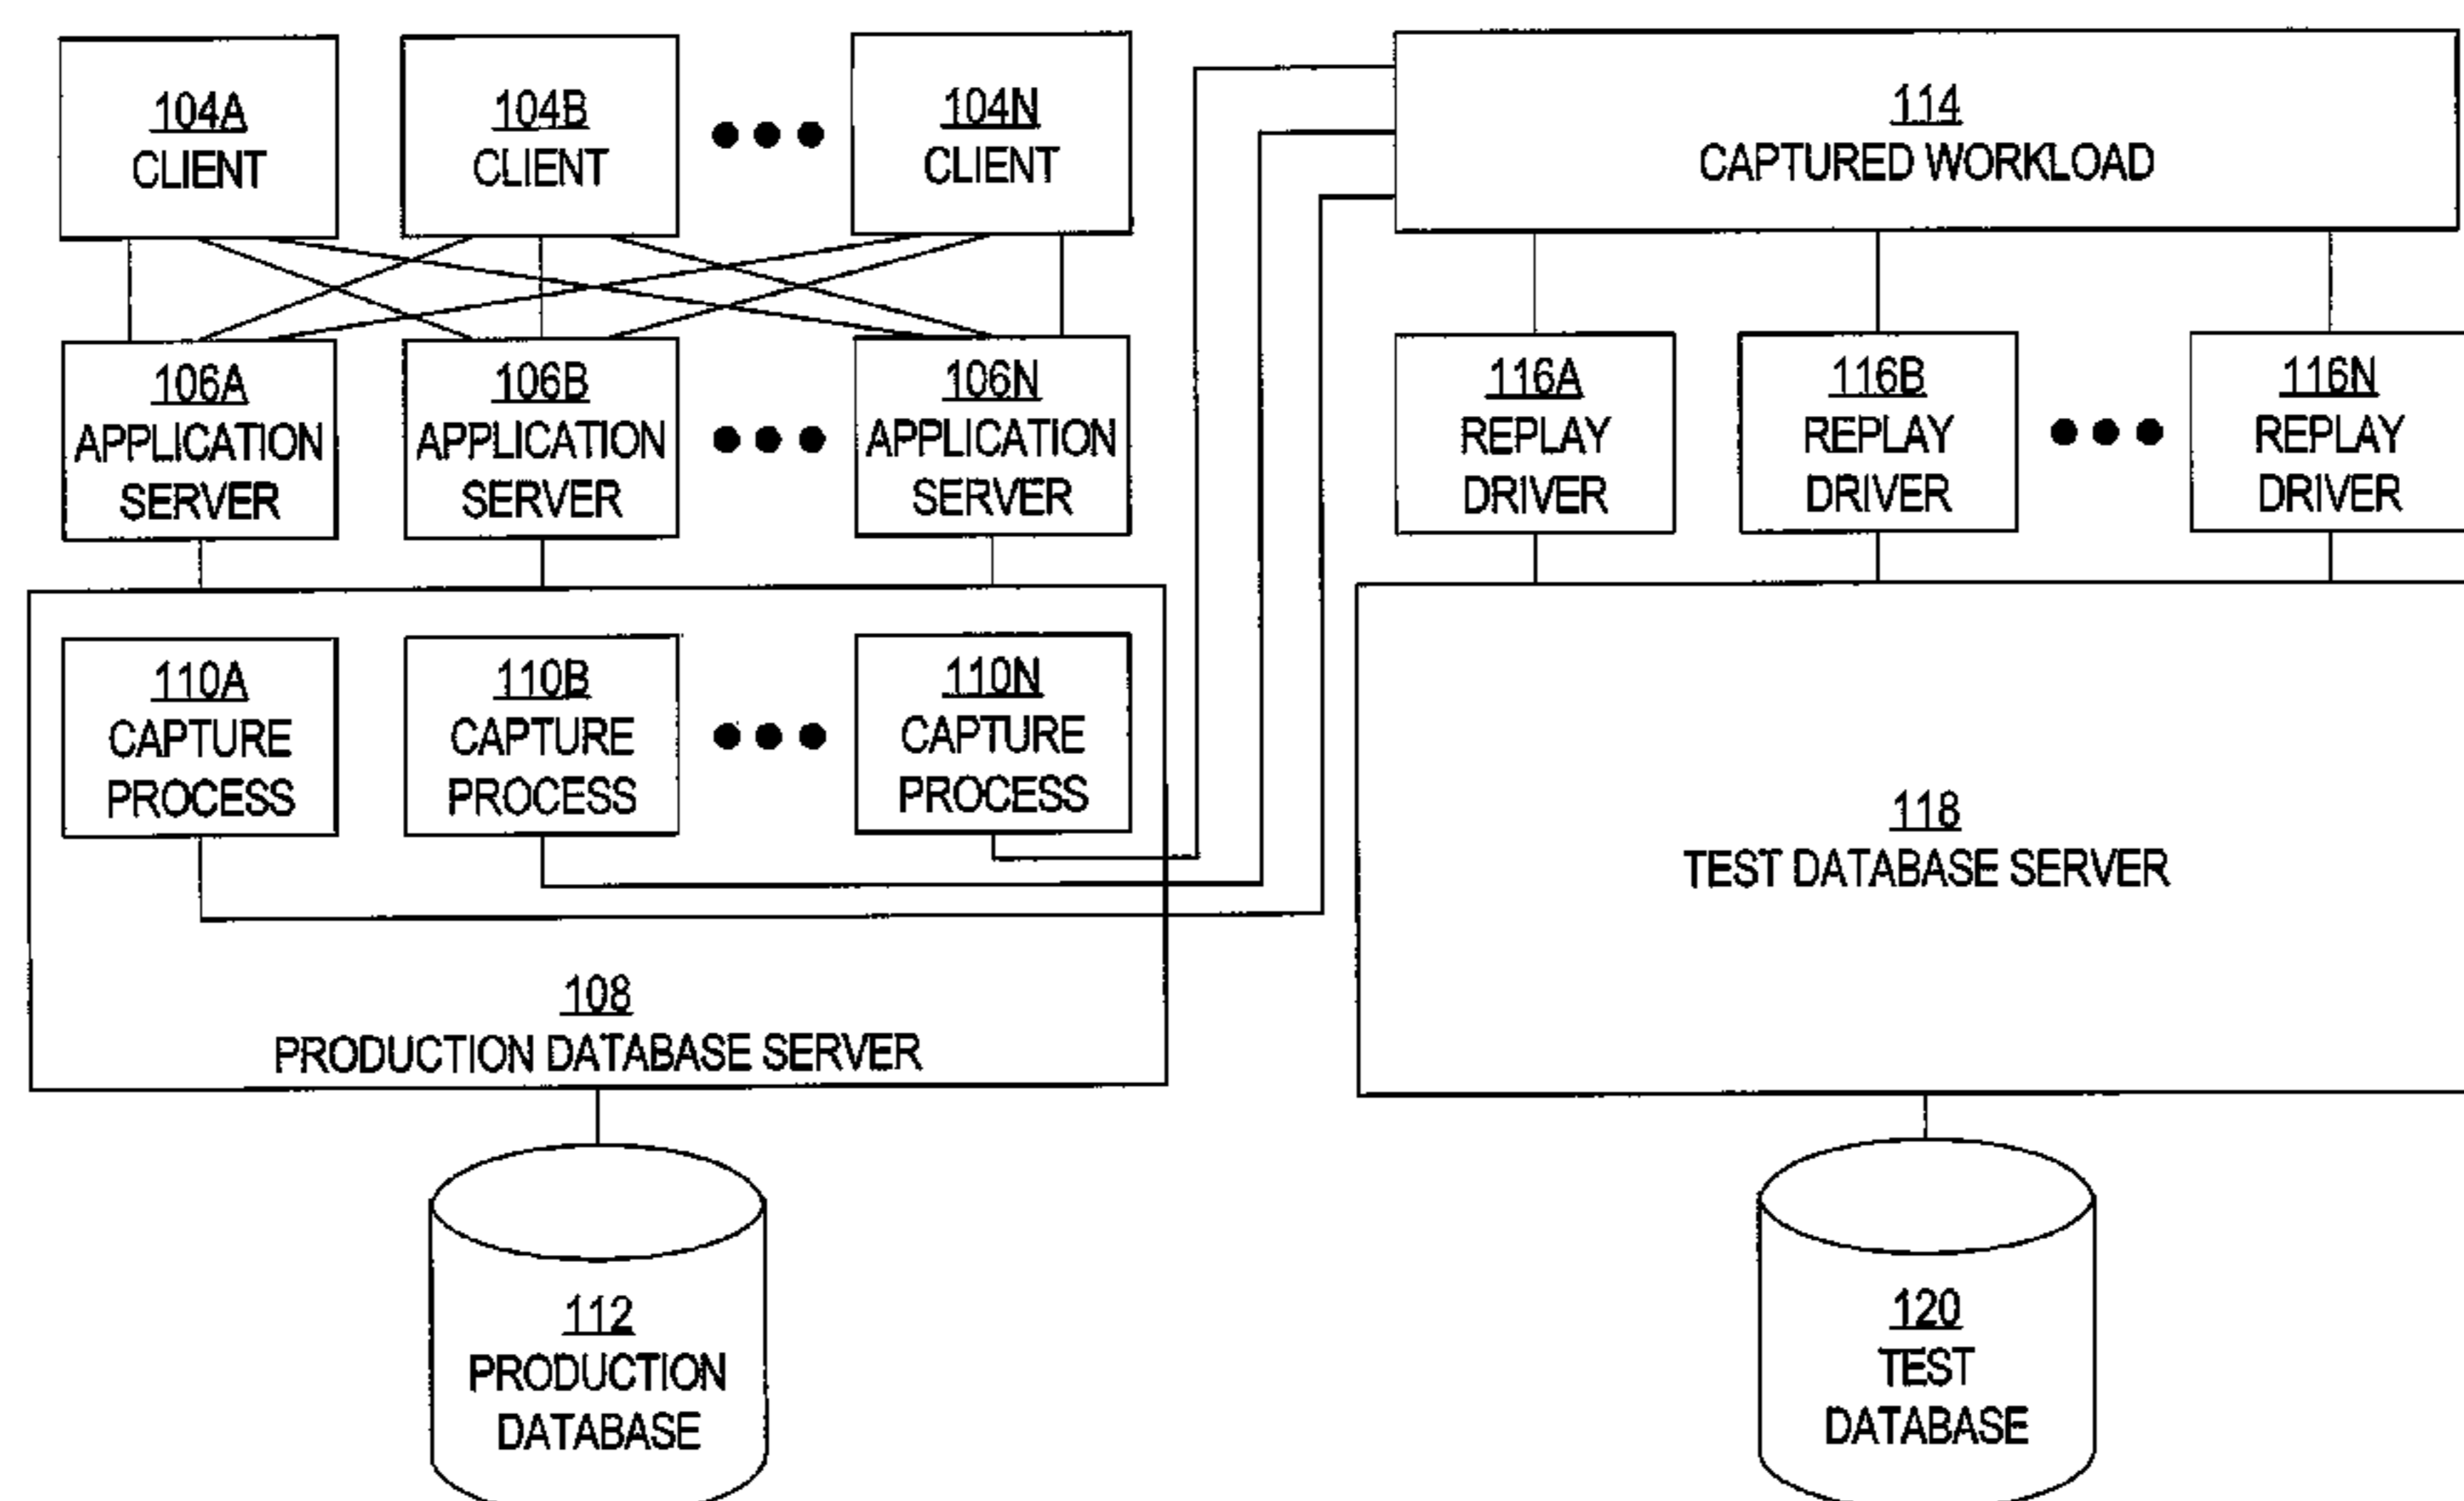 104A
CLIENT
104B
CLIENT
104N
CLIENT
114
CAPTURED WORKLOAD
106A
APPLICATION
SERVER
106B
APPLICATION
SERVER
106N
APPLICATION
SERVER
116A
REPLAY
DRIVER
116B
REPLAY
DRIVER
116N
REPLAY
DRIVER
110A
CAPTURE
PROCESS
110B
CAPTURE
PROCESS
110N
CAPTURE
PROCESS
108
PRODUCTION DATABASE SERVER
118
TEST DATABASE SERVER
112
PRODUCTION
DATABASE
120
TEST
DATABASE